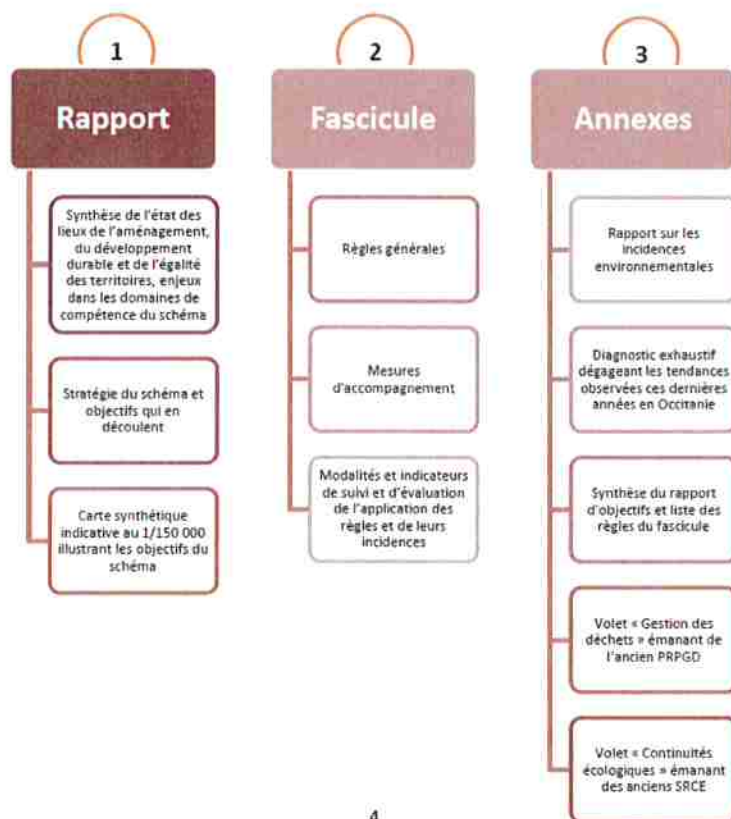 1
Rapport
Synthèse de l'état des
lieux de l'aménagement,
du développement
durable et de l'égalité
des territoires, enjeux
dans les domaines de
compétence du schéma
Stratégie du schéma et
objectifs qui en
découlent
Carte synthétique
indicative au 1/150 000
illustrant les objectifs du
schéma
2
Fascicule
Règles générales
Mesures
d'accompagnement
Modalités et indicateurs
de suivi et d'évaluation
de l'application des
règles et de leurs
incidences
3
Annexes
Rapport sur les
incidences
environnementales
Diagnostic exhaustif
dégageant les tendances
observées ces dernières
années en Occitanie
Synthèse du rapport
d'objectifs et liste des
règles du fascicule
Volet « Gestion des
déchets » émanant de
l'ancien PRPGD
Volet « Continuités
écologiques » émanant
des anciens SRCE
4